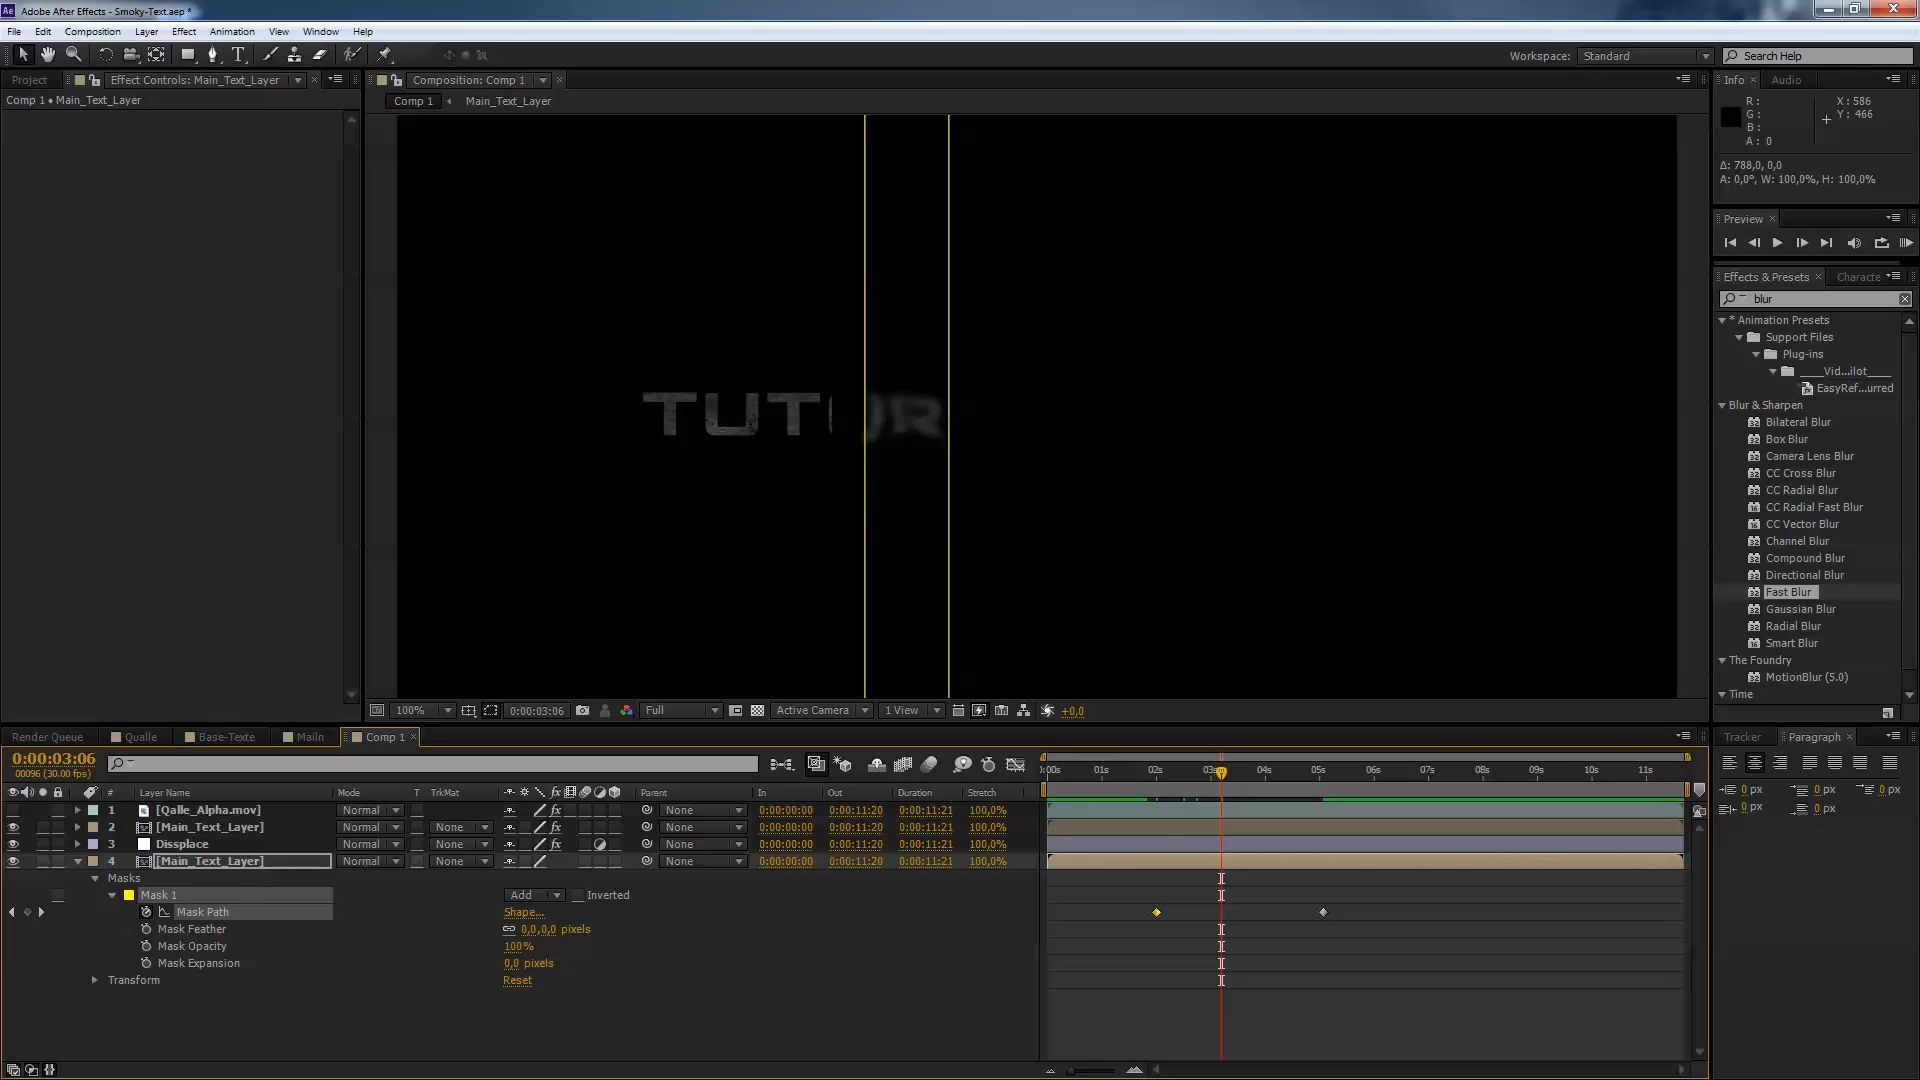 Adobe After Effects - Smoky-Text.aep *
File Edit Composition Layer Effect Animation View Window Help
Workspace: Standard Search Help
Project Effect Controls: Main_Text_Layer Composition: Comp 1 Info Audio
Comp 1 • Main_Text_Layer
Comp 1 Main_Text_Layer
R :
G :
B :
A : 0
X : 586
Y : 466
Δ: 788,0, 0,0
A: 0,0°, W: 100,0%, H: 100,0%
Preview
Effects & Presets Characte
blur
* Animation Presets
Support Files
Plug-ins
____Vid...ilot____
EasyRef...urred
Blur & Sharpen
Bilateral Blur
Box Blur
Camera Lens Blur
CC Cross Blur
CC Radial Blur
CC Radial Fast Blur
CC Vector Blur
Channel Blur
Compound Blur
Directional Blur
Fast Blur
Gaussian Blur
Radial Blur
Smart Blur
The Foundry
MotionBlur (5.0)
Time
TUT OR
100% 0:00:03:06 Full Active Camera 1 View +0,0
Render Queue Qualle Base-Texte Mailn Comp 1 Tracker Paragraph
0:00:03:06
00096 (30.00 fps)
# Layer Name Mode T TrkMat Parent In Out Duration Stretch
0:00s 01s 02s 03s 04s 05s 06s 07s 08s 09s 10s 11s
1 [Qalle_Alpha.mov] Normal None 0:00:00:00 0:00:11:20 0:00:11:21 100,0%
2 [Main_Text_Layer] Normal None None 0:00:00:00 0:00:11:20 0:00:11:21 100,0%
3 Dissplace Normal None None 0:00:00:00 0:00:11:20 0:00:11:21 100,0%
4 [Main_Text_Layer] Normal None None 0:00:00:00 0:00:11:20 0:00:11:21 100,0%
Masks
Mask 1 Add Inverted
Mask Path Shape...
Mask Feather 0,0,0,0 pixels
Mask Opacity 100%
Mask Expansion 0,0 pixels
Transform Reset
0 px 0 px 0 px
0 px 0 px